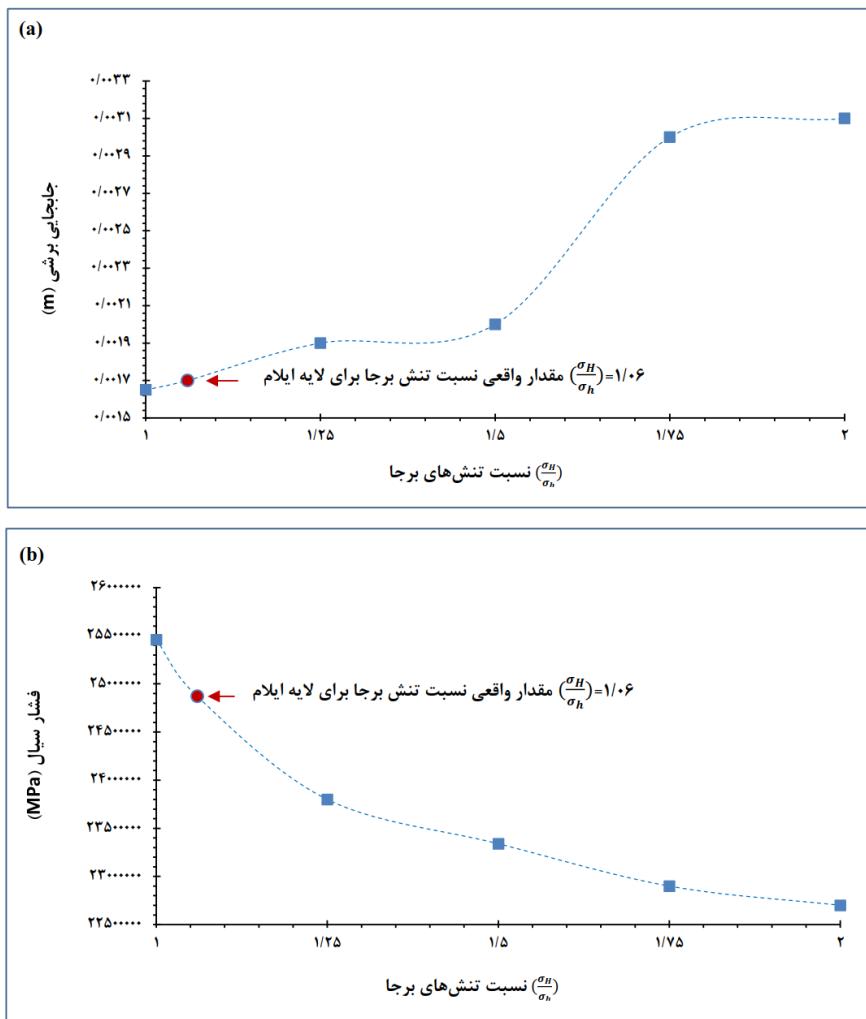 (a)
۰/۰۰۳۳
۰/۰۰۳۱
۰/۰۰۲۹
۰/۰۰۲۷
۰/۰۰۲۵
۰/۰۰۲۳
۰/۰۰۲۱
۰/۰۰۱۹
۰/۰۰۱۷
۰/۰۰۱۵
جابجایی برشی (m)
مقدار واقعی نسبت تنش برجا برای لایه ایلام (σH/σh)=۱/۰۶
۱ ۱/۲۵ ۱/۵ ۱/۷۵ ۲
نسبت تنش‌های برجا (σH/σh)
(b)
۲۶۰۰۰۰۰۰
۲۵۵۰۰۰۰۰
۲۵۰۰۰۰۰۰
۲۴۵۰۰۰۰۰
۲۴۰۰۰۰۰۰
۲۳۵۰۰۰۰۰
۲۳۰۰۰۰۰۰
۲۲۵۰۰۰۰۰
فشار سیال (MPa)
مقدار واقعی نسبت تنش برجا برای لایه ایلام (σH/σh)=۱/۰۶
۱ ۱/۲۵ ۱/۵ ۱/۷۵ ۲
نسبت تنش‌های برجا (σH/σh)